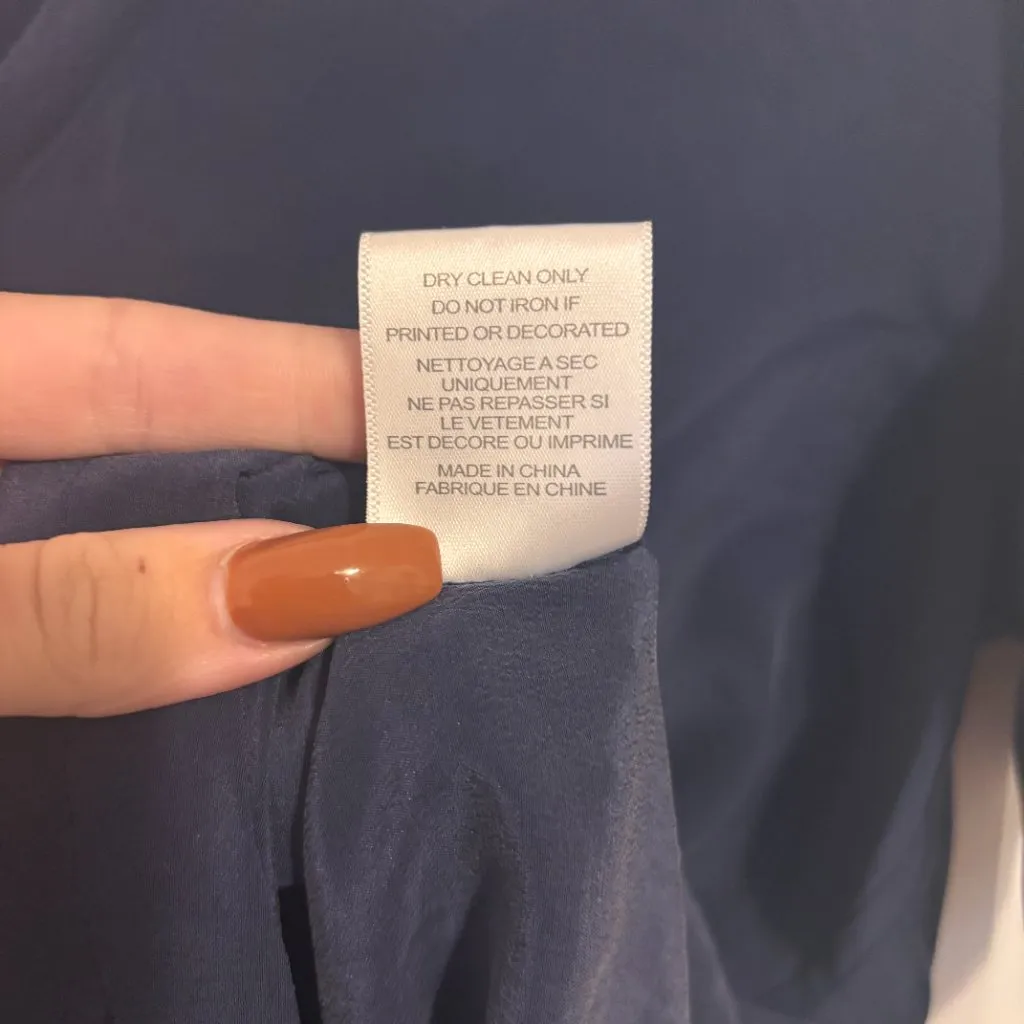 DRY CLEAN ONLY
DO NOT IRON IF
PRINTED OR DECORATED
NETTOYAGE A SEC
UNIQUEMENT
NE PAS REPASSER SI
LE VETEMENT
EST DECORE OU IMPRIME
MADE IN CHINA
FABRIQUE EN CHINE